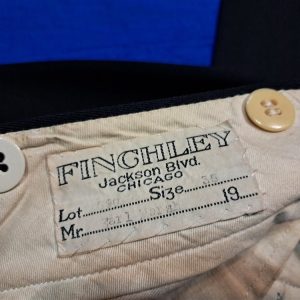 FINCHLEY
Jackson Blvd.
CHICAGO
Lot Size 19
Mr.